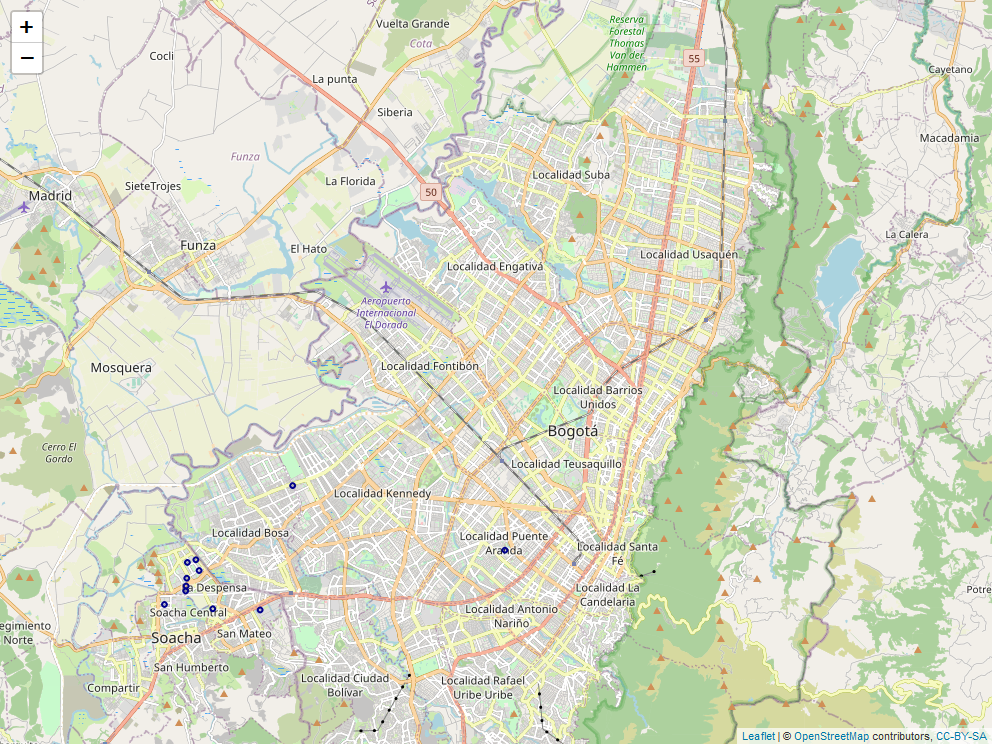 +
−
Vuelta Grande
Cota
Cocli
La punta
Siberia
Reserva
Forestal
Thomas
Van der
Hammen
55
Cayetano
Macadamia
Funza
SieteTrojes
La Florida
50
Localidad Suba
Madrid
Funza
El Hato
La Calera
Localidad Usaquén
Localidad Engativá
Aeropuerto
Internacional
El Dorado
Mosquera
Localidad Fontibón
Localidad Barrios
Unidos
Bogotá
Cerro El
Gordo
Localidad Teusaquillo
Localidad Kennedy
Localidad Bosa
Localidad Puente
Aranda
Localidad Santa
Fé
La Despensa
Localidad La
Candelaria
Potre
Soacha Central
Localidad Antonio
Nariño
egimiento
Norte
Soacha
San Mateo
San Humberto
Localidad Ciudad
Bolívar
Localidad Rafael
Uribe Uribe
Compartir
Leaflet | © OpenStreetMap contributors, CC-BY-SA